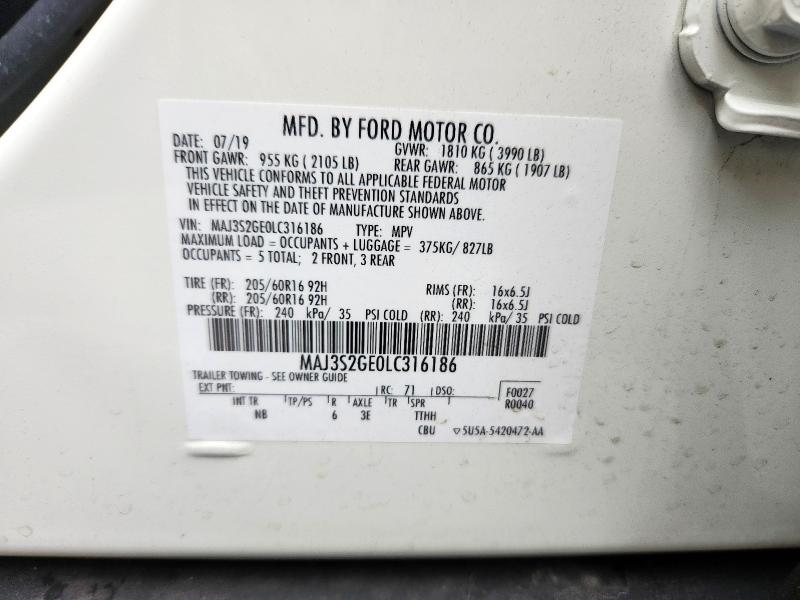 MFD. BY FORD MOTOR CO.
DATE: 07/19 GVWR: 1810 KG ( 3990 LB)
FRONT GAWR: 955 KG ( 2105 LB) REAR GAWR: 865 KG ( 1907 LB)
THIS VEHICLE CONFORMS TO ALL APPLICABLE FEDERAL MOTOR
VEHICLE SAFETY AND THEFT PREVENTION STANDARDS
IN EFFECT ON THE DATE OF MANUFACTURE SHOWN ABOVE.
VIN: MAJ3S2GE0LC316186 TYPE: MPV
MAXIMUM LOAD = OCCUPANTS + LUGGAGE = 375KG/ 827LB
OCCUPANTS = 5 TOTAL; 2 FRONT, 3 REAR
TIRE (FR): 205/60R16 92H RIMS (FR): 16x6.5J
(RR): 205/60R16 92H (RR): 16x6.5J
PRESSURE (FR): 240 kPa/ 35 PSI COLD (RR): 240 kPa/ 35 PSI COLD
MAJ3S2GE0LC316186
TRAILER TOWING - SEE OWNER GUIDE
EXT PNT: RC: 71 DSO: F0027
INT TR TP/PS R AXLE TR SPR R0040
NB 6 3E TTHH
CBU 5U5A-5420472-AA